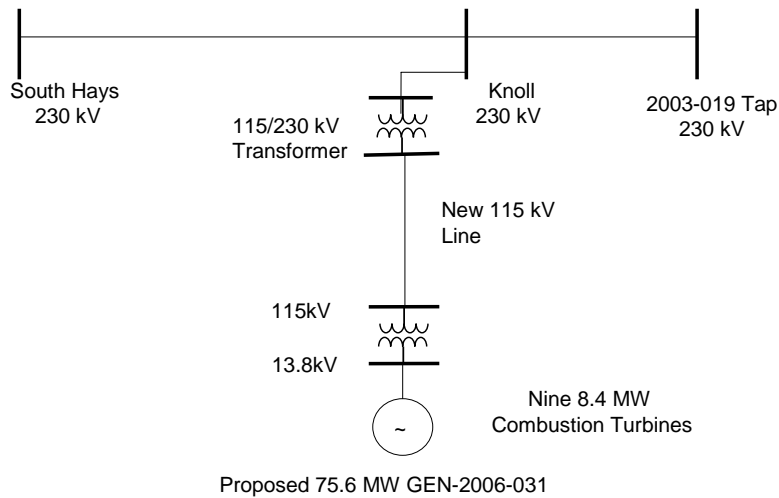 South Hays
230 kV
Knoll
230 kV
2003-019 Tap
230 kV
115/230 kV
Transformer
New 115 kV
Line
115kV
13.8kV
~
Nine 8.4 MW
Combustion Turbines
Proposed 75.6 MW GEN-2006-031